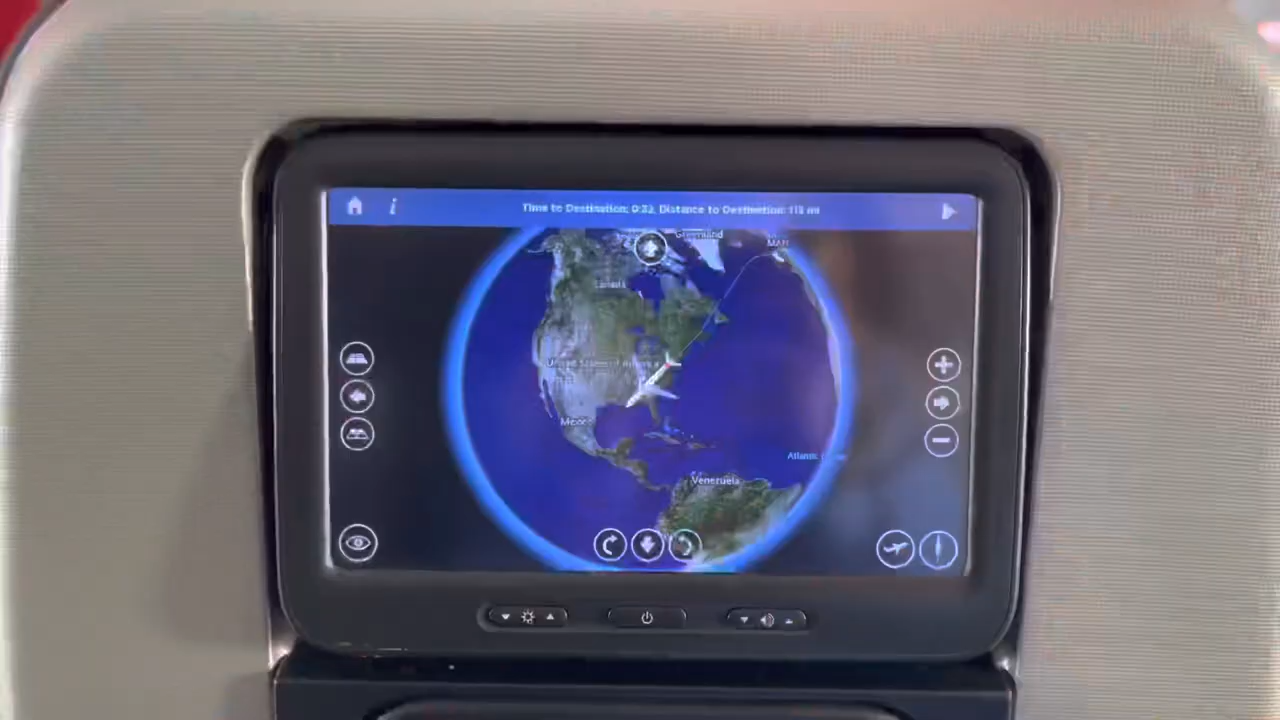 i Time to Destination: 0:32, Distance to Destination: 113 mi
Greenland
Canada
United States of America
Mexico
Atlantic
Venezuela